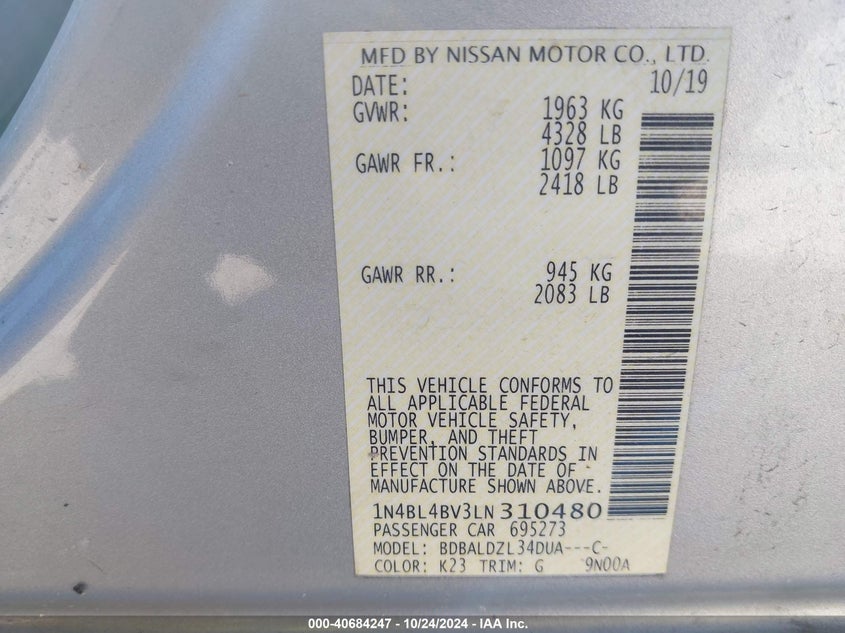 MFD BY NISSAN MOTOR CO., LTD.
DATE: 10/19
GVWR: 1963 KG
4328 LB
GAWR FR.: 1097 KG
2418 LB
GAWR RR.: 945 KG
2083 LB
THIS VEHICLE CONFORMS TO
ALL APPLICABLE FEDERAL
MOTOR VEHICLE SAFETY,
BUMPER, AND THEFT
PREVENTION STANDARDS IN
EFFECT ON THE DATE OF
MANUFACTURE SHOWN ABOVE.
1N4BL4BV3LN310480
PASSENGER CAR 695273
MODEL: BDBALDZL34DUA---C-
COLOR: K23 TRIM: G 9N00A
000-40684247 - 10/24/2024 - IAA Inc.